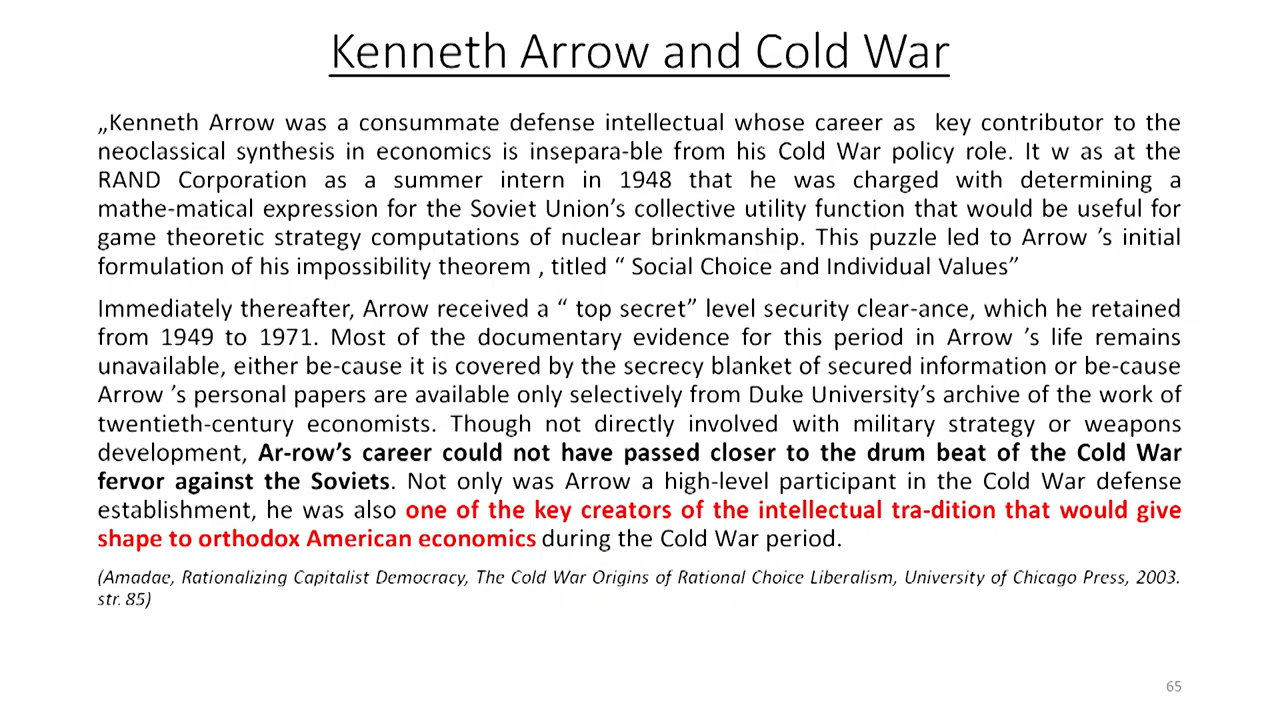 Kenneth Arrow and Cold War
„Kenneth Arrow was a consummate defense intellectual whose career as key contributor to the
neoclassical synthesis in economics is insepara-ble from his Cold War policy role. It w as at the
RAND Corporation as a summer intern in 1948 that he was charged with determining a
mathe-matical expression for the Soviet Union’s collective utility function that would be useful for
game theoretic strategy computations of nuclear brinkmanship. This puzzle led to Arrow ’s initial
formulation of his impossibility theorem , titled “ Social Choice and Individual Values”
Immediately thereafter, Arrow received a “ top secret” level security clear-ance, which he retained
from 1949 to 1971. Most of the documentary evidence for this period in Arrow ’s life remains
unavailable, either be-cause it is covered by the secrecy blanket of secured information or be-cause
Arrow ’s personal papers are available only selectively from Duke University’s archive of the work of
twentieth-century economists. Though not directly involved with military strategy or weapons
development, Ar-row’s career could not have passed closer to the drum beat of the Cold War
fervor against the Soviets. Not only was Arrow a high-level participant in the Cold War defense
establishment, he was also one of the key creators of the intellectual tra-dition that would give
shape to orthodox American economics during the Cold War period.
(Amadae, Rationalizing Capitalist Democracy, The Cold War Origins of Rational Choice Liberalism, University of Chicago Press, 2003.
str. 85)
65